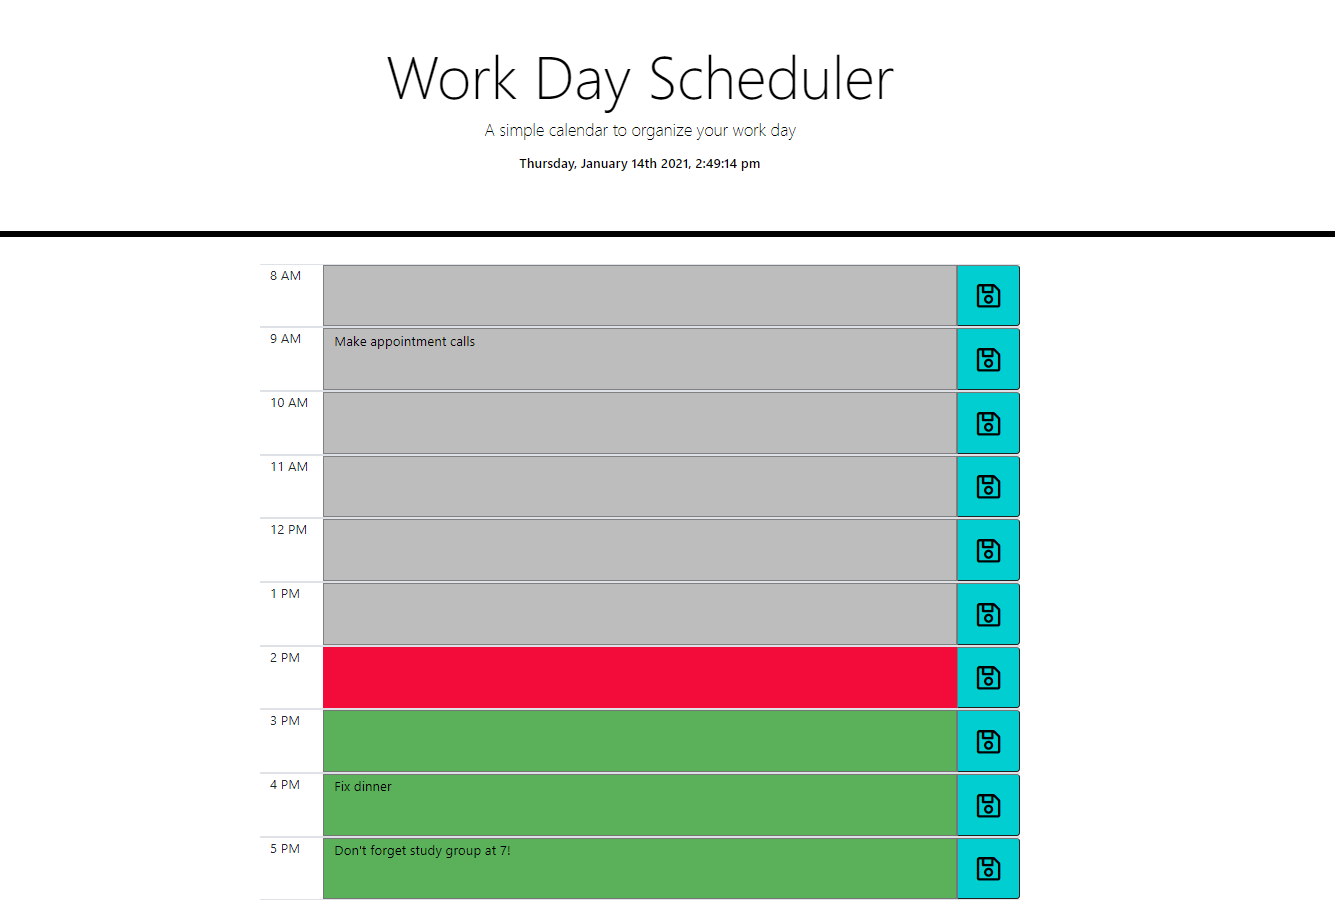 Work Day Scheduler
A simple calendar to organize your work day
Thursday, January 14th 2021, 2:49:14 pm
8 AM
9 AM Make appointment calls
10 AM
11 AM
12 PM
1 PM
2 PM
3 PM
4 PM Fix dinner
5 PM Don't forget study group at 7!